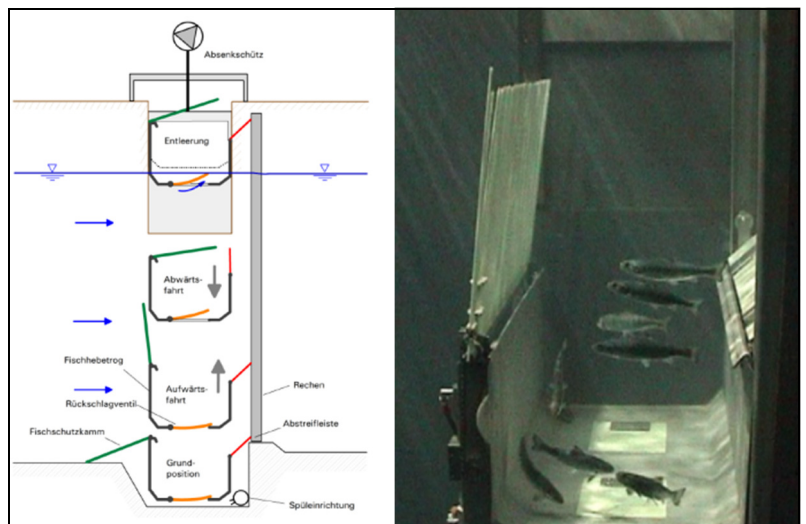 Absenkschütz
Entleerung
Abwärts-
fahrt
Fischhebetrog
Aufwärts-
fahrt
Rückschlagventil
Rechen
Abstreifleiste
Fischschutzkamm
Grund-
position
Spüleinrichtung